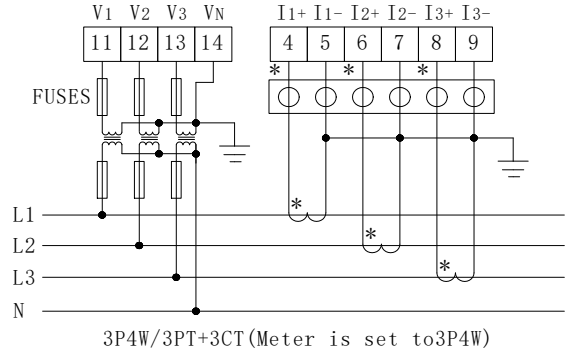 V1 V2 V3 VN I1+ I1- I2+ I2- I3+ I3-
11 12 13 14 4 5 6 7 8 9
* * *
FUSES
L1 *
L2 *
L3 *
N
3P4W/3PT+3CT(Meter is set to3P4W)